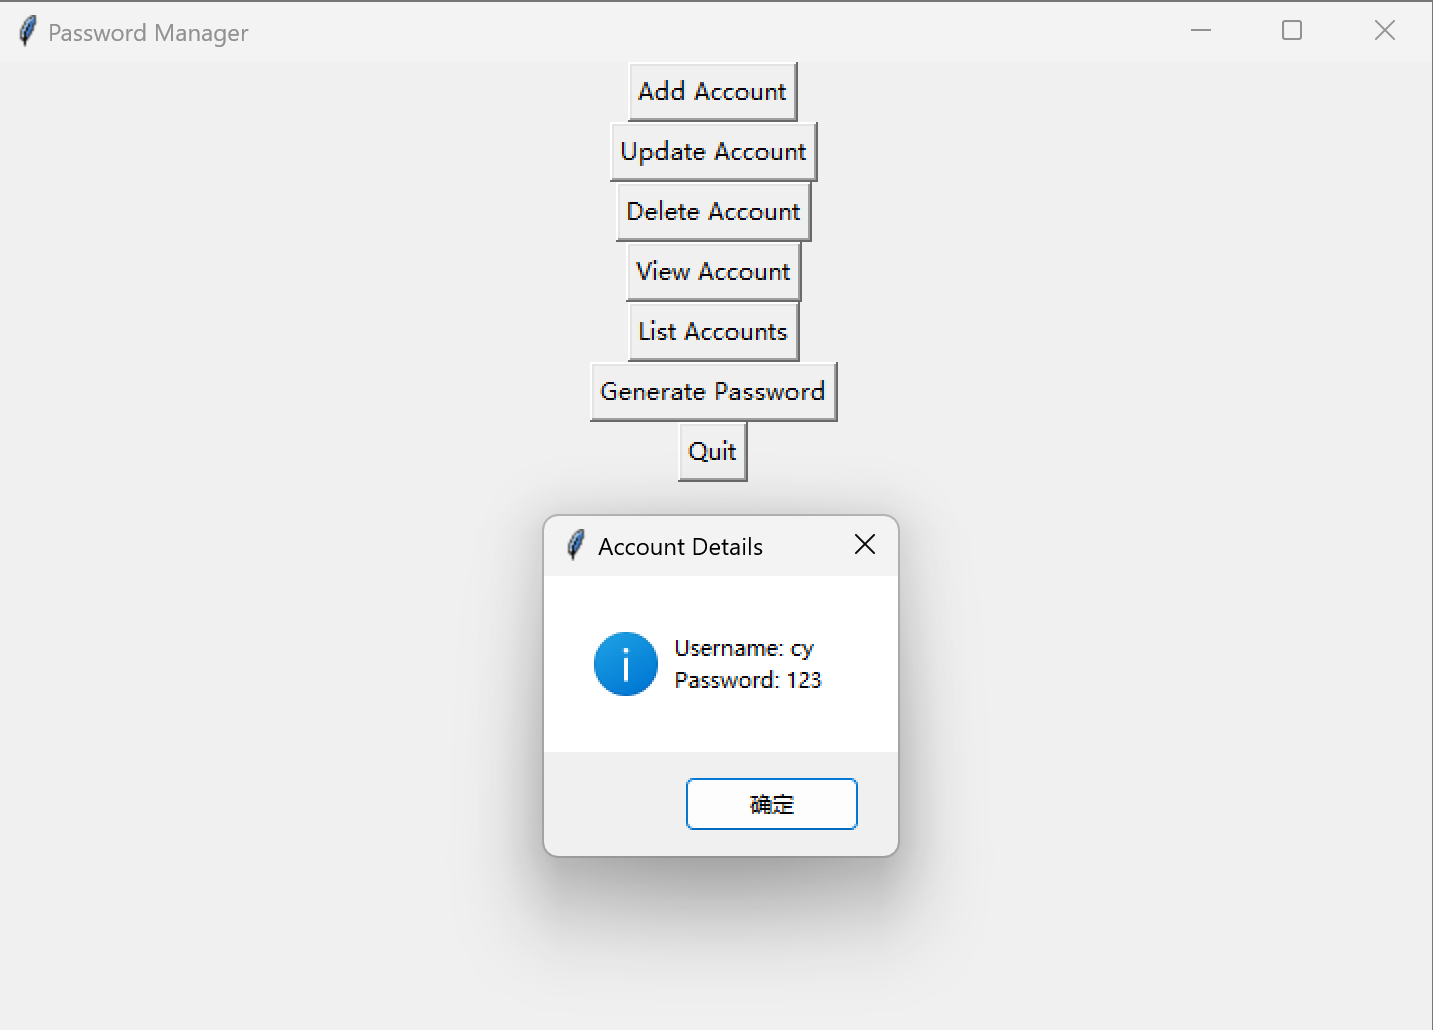 Password Manager
Add Account
Update Account
Delete Account
View Account
List Accounts
Generate Password
Quit
Account Details
Username: cy
Password: 123
确定